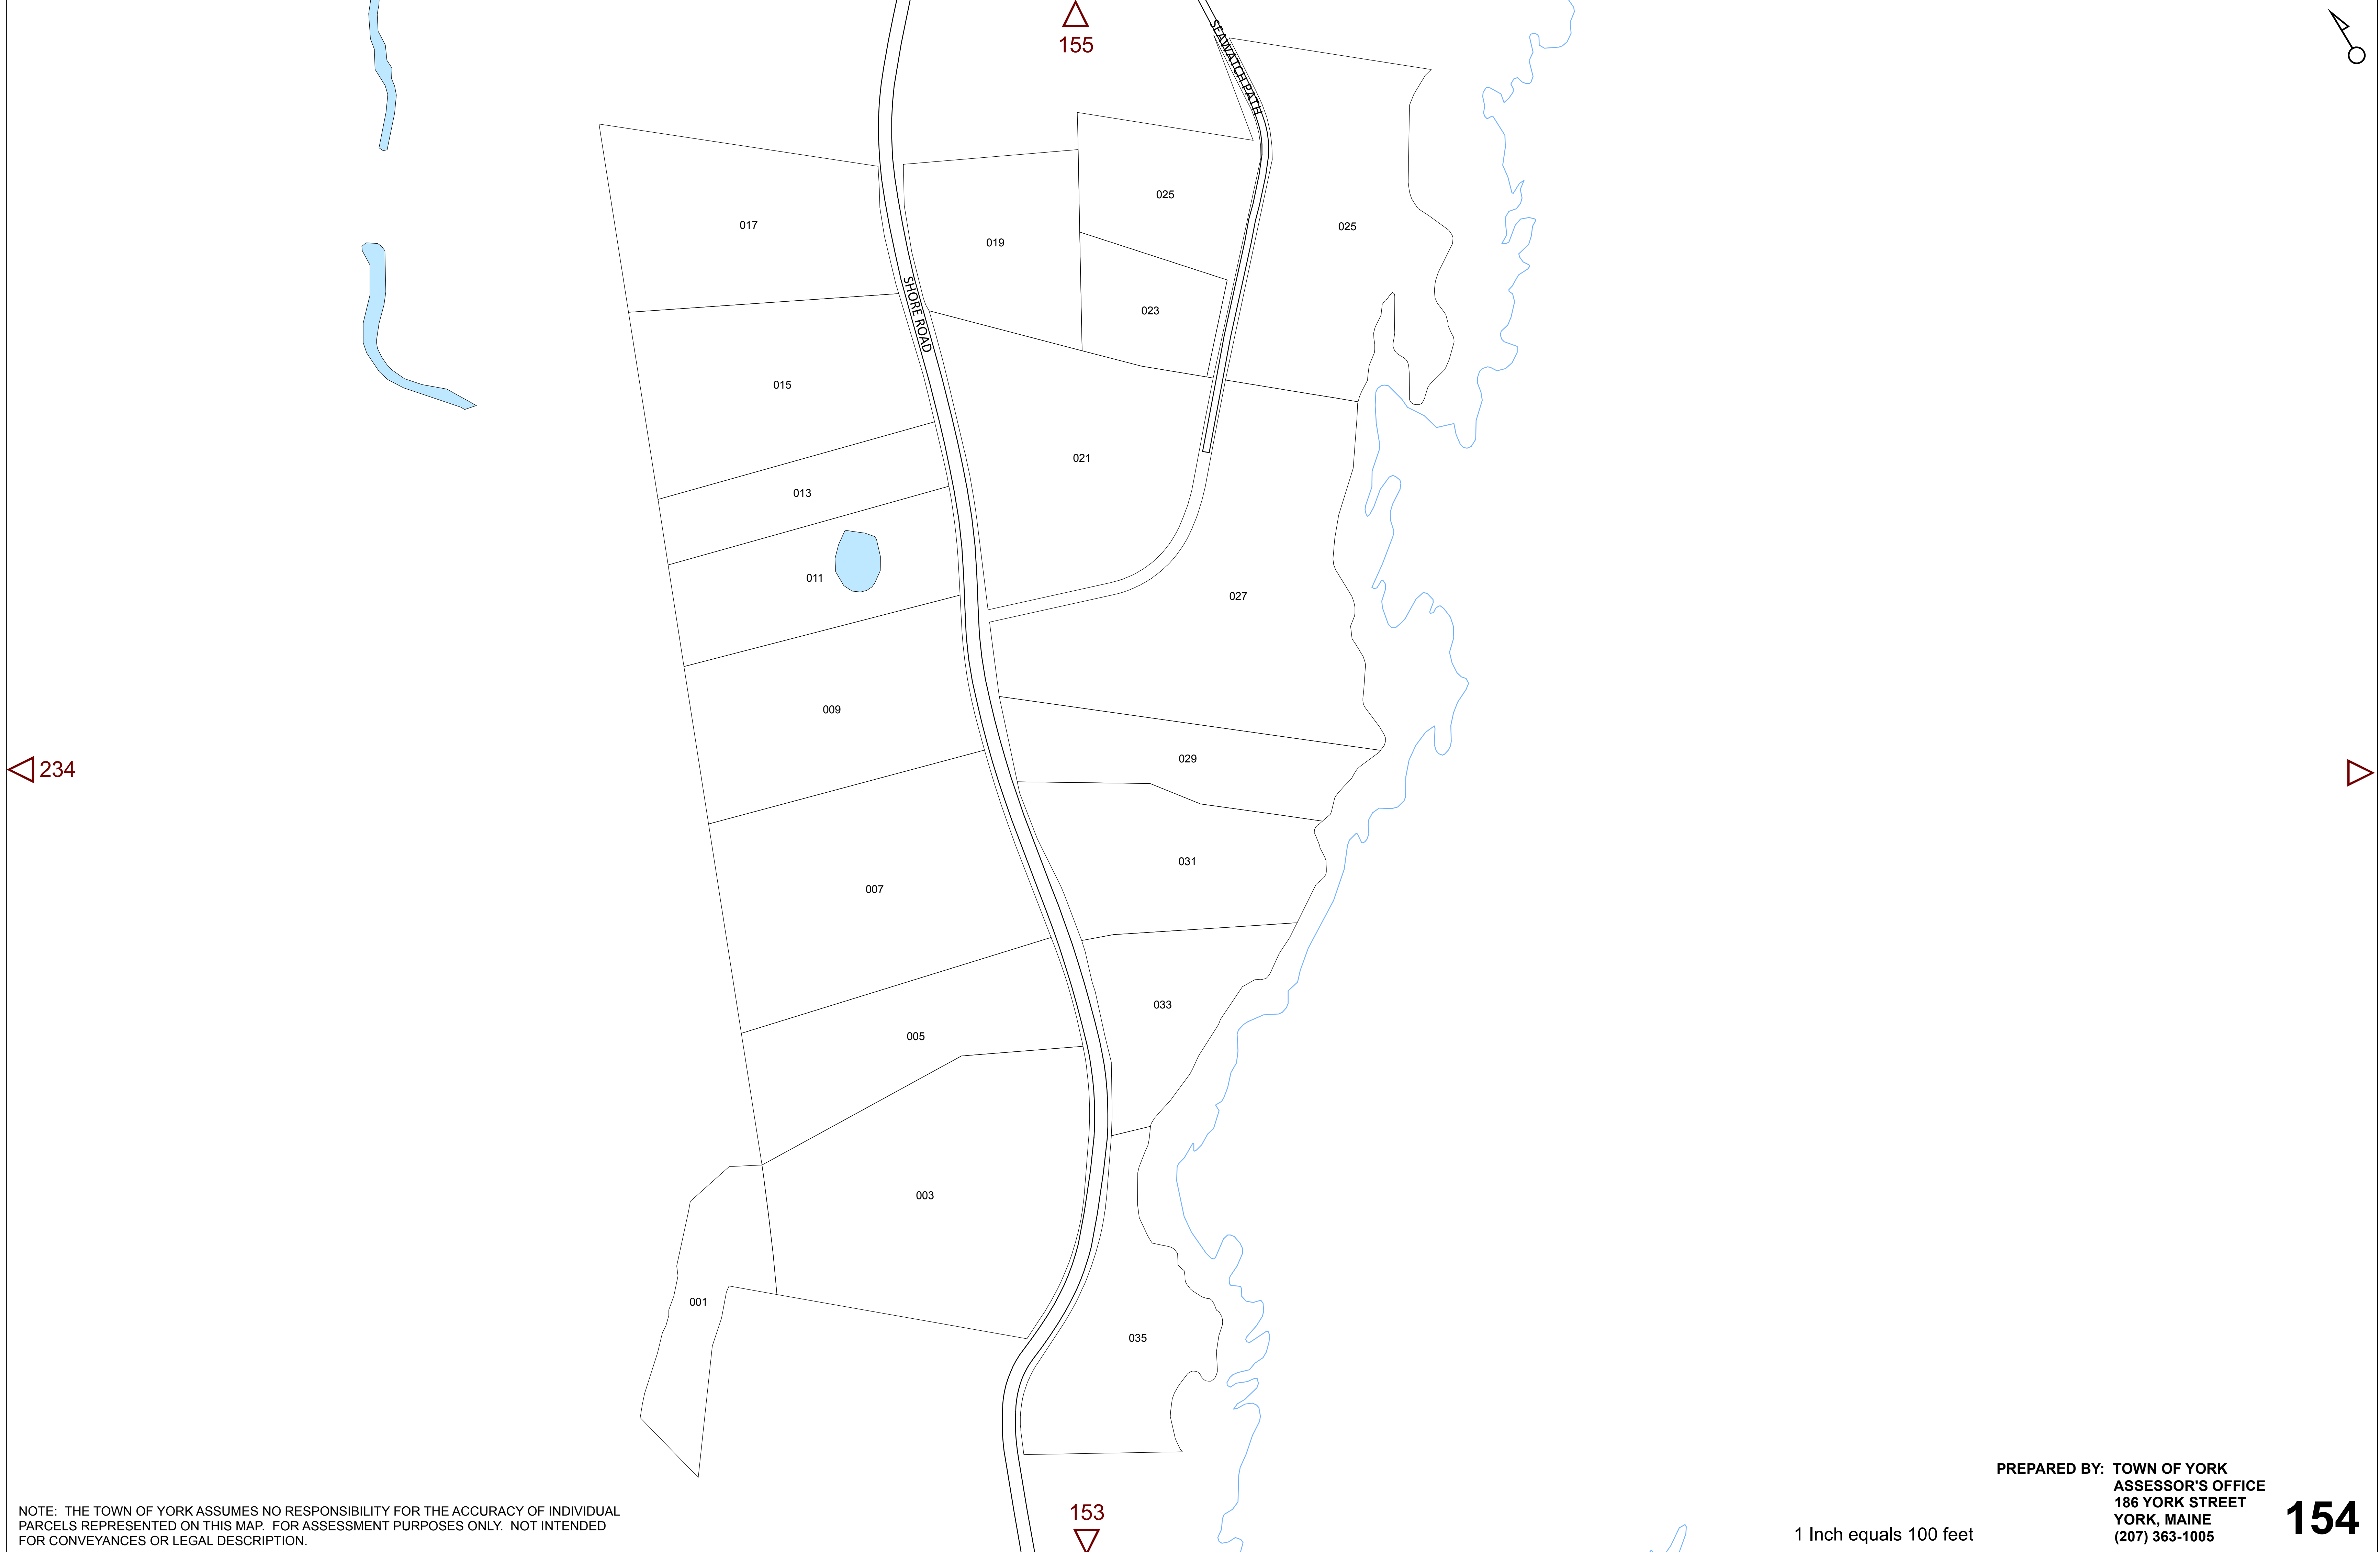 155
SEAWATCH PATH
017
025
025
019
023
SHORE ROAD
015
021
013
011
027
009
029
234
031
007
033
005
003
001
035
153
NOTE: THE TOWN OF YORK ASSUMES NO RESPONSIBILITY FOR THE ACCURACY OF INDIVIDUAL
PARCELS REPRESENTED ON THIS MAP. FOR ASSESSMENT PURPOSES ONLY. NOT INTENDED
FOR CONVEYANCES OR LEGAL DESCRIPTION.
1 Inch equals 100 feet
PREPARED BY: TOWN OF YORK
ASSESSOR'S OFFICE
186 YORK STREET
YORK, MAINE
(207) 363-1005
154